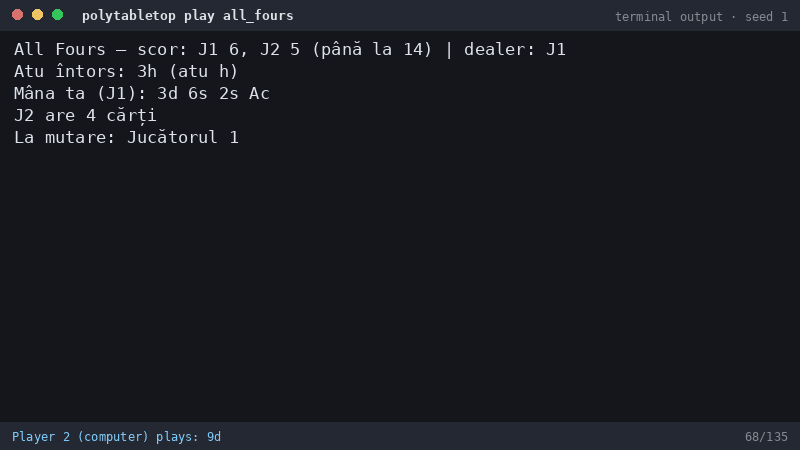 polytabletop play all_fours
terminal output · seed 1
All Fours — scor: J1 6, J2 5 (până la 14) | dealer: J1
Atu întors: 3h (atu h)
Mâna ta (J1): 3d 6s 2s Ac
J2 are 4 cărți
La mutare: Jucătorul 1
Player 2 (computer) plays: 9d
68/135